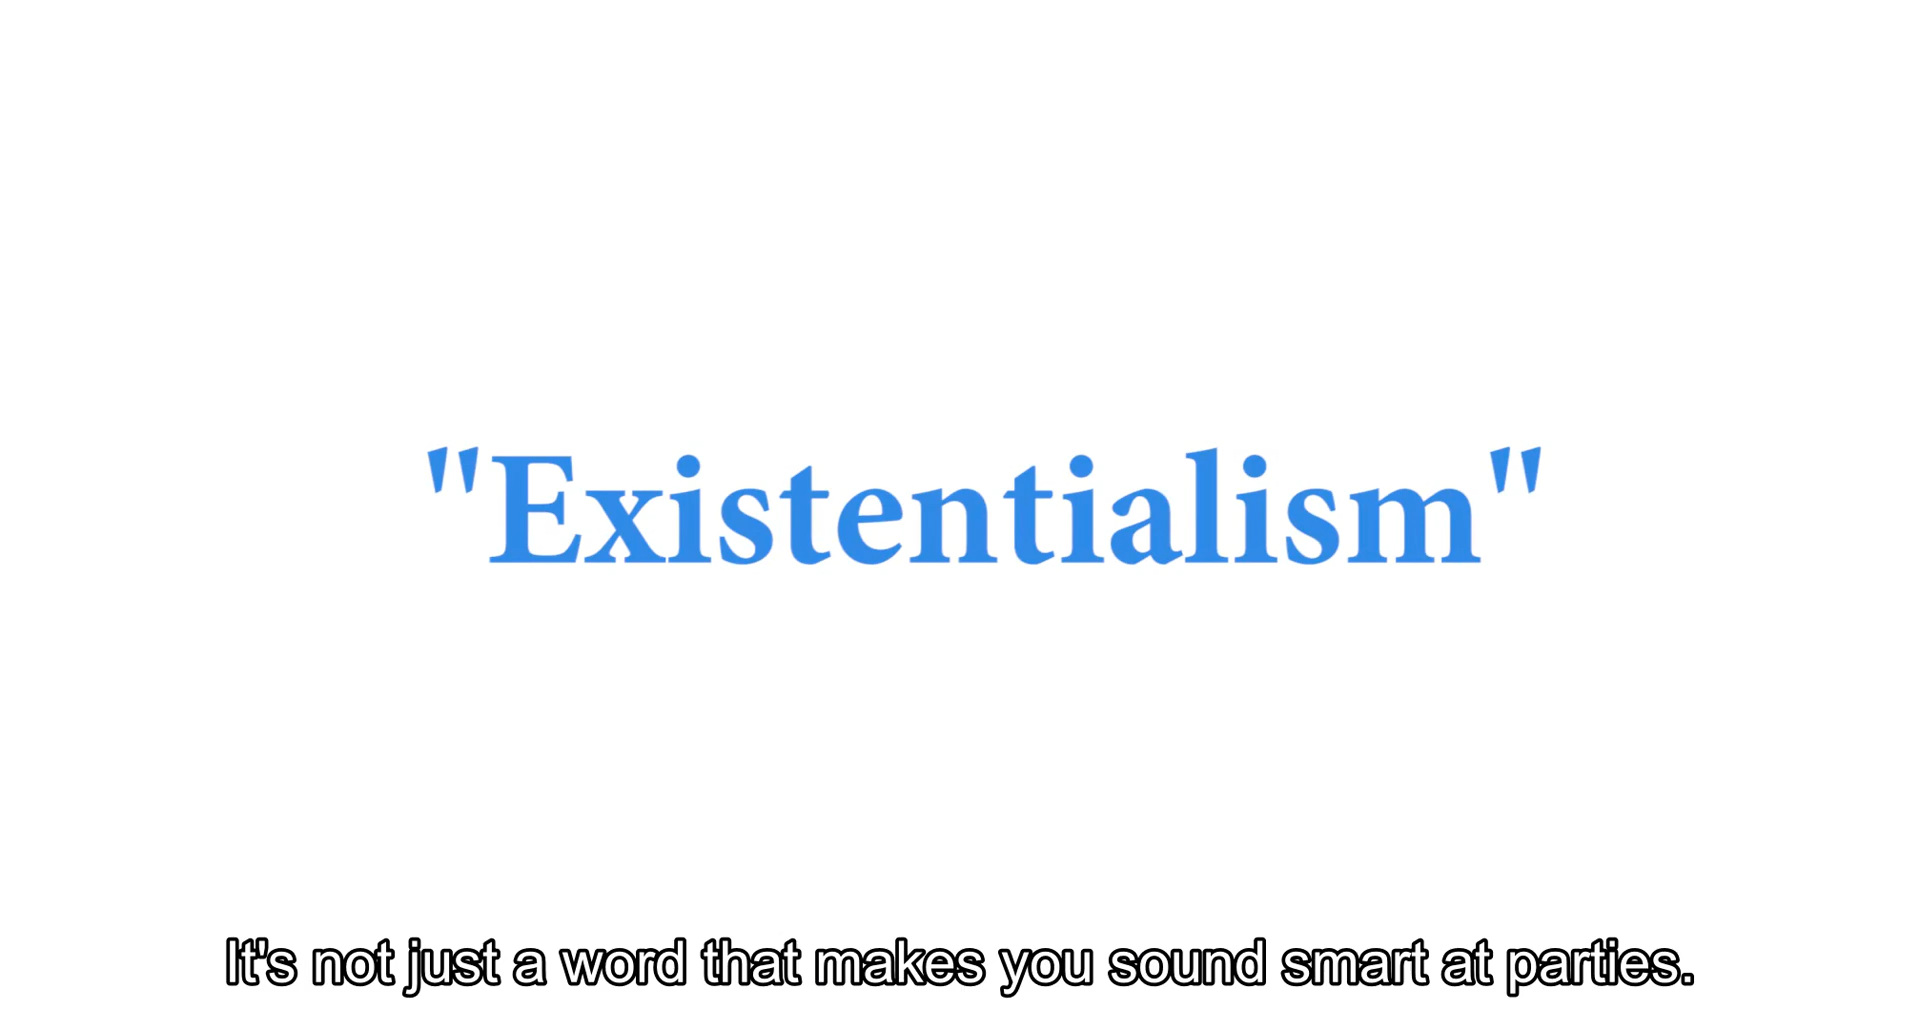 "Existentialism"
It's not just a word that makes you sound smart at parties.